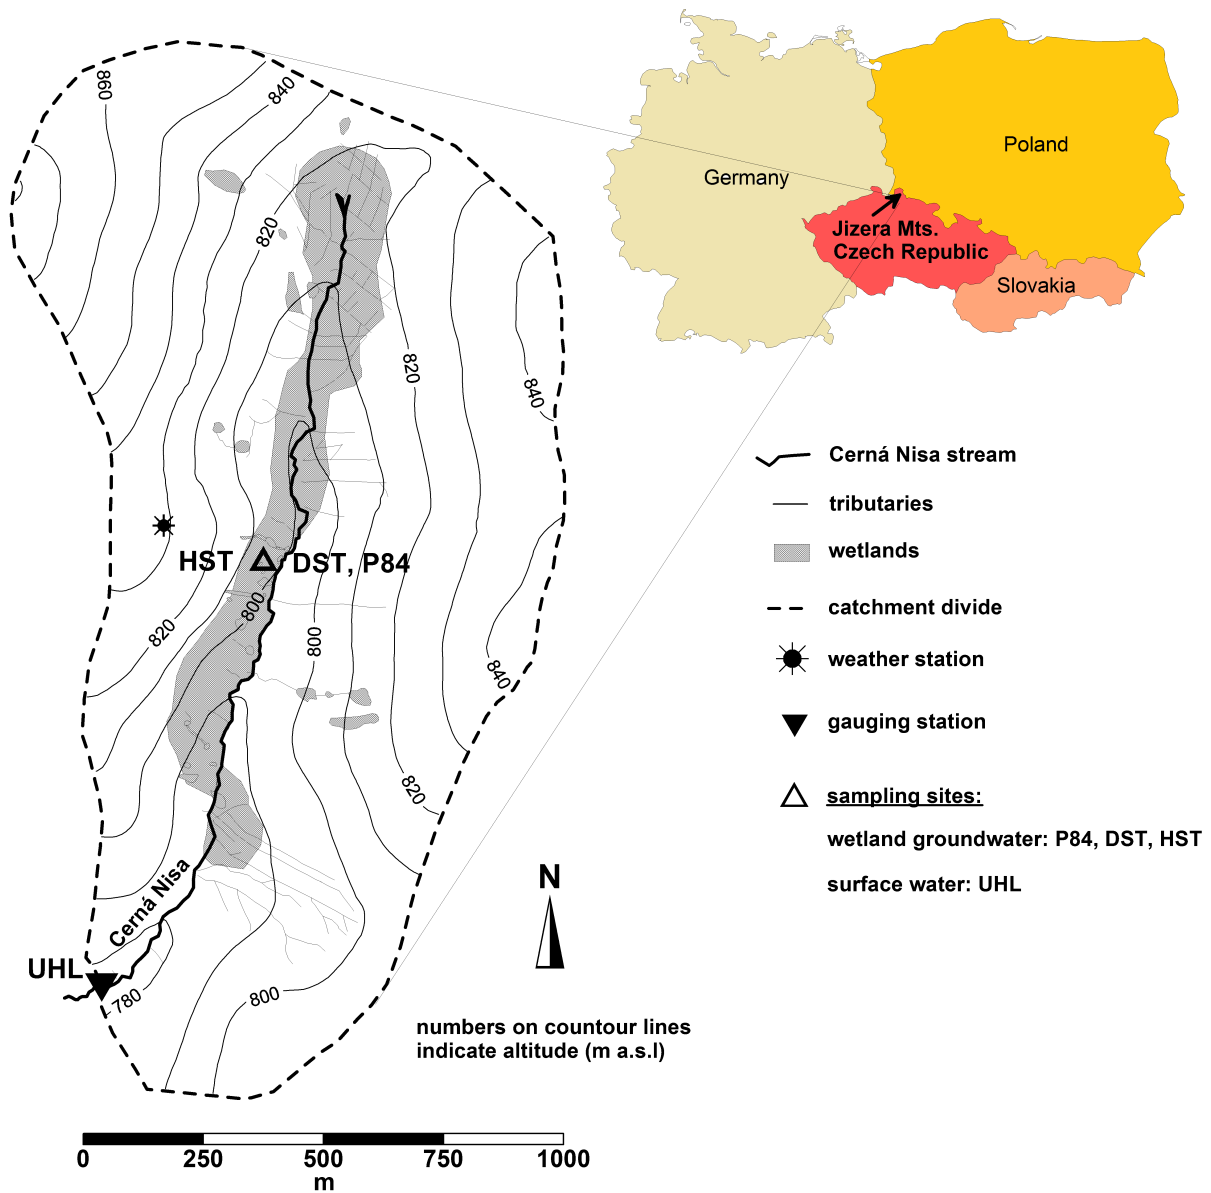 860
840
820
820
840
HST
DST, P84
800
820
800
840
820
Cerná Nisa
UHL
780
800
N
numbers on countour lines
indicate altitude (m a.s.l)
0
250
500
750
1000
m
Germany
Poland
Jizera Mts.
Czech Republic
Slovakia
Cerná Nisa stream
tributaries
wetlands
catchment divide
weather station
gauging station
sampling sites:
wetland groundwater: P84, DST, HST
surface water: UHL